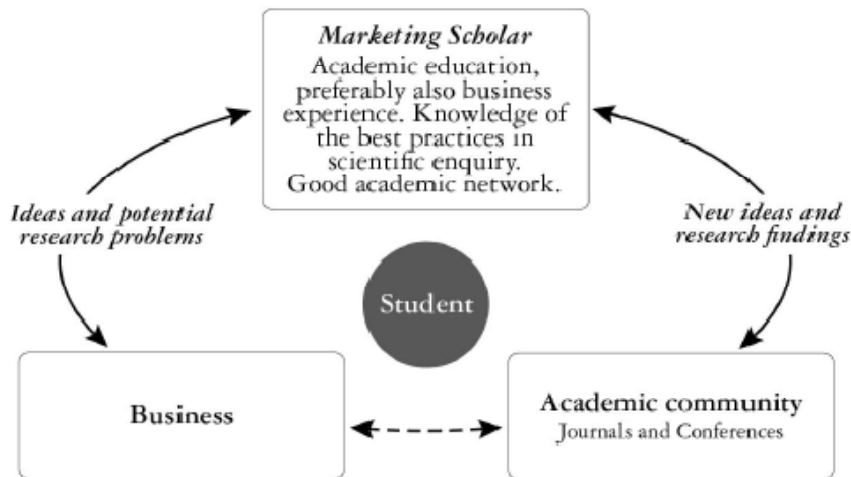 Marketing Scholar
Academic education,
preferably also business
experience. Knowledge of
the best practices in
scientific enquiry.
Good academic network.
Ideas and potential
research problems
New ideas and
research findings
Student
Business
Academic community
Journals and Conferences